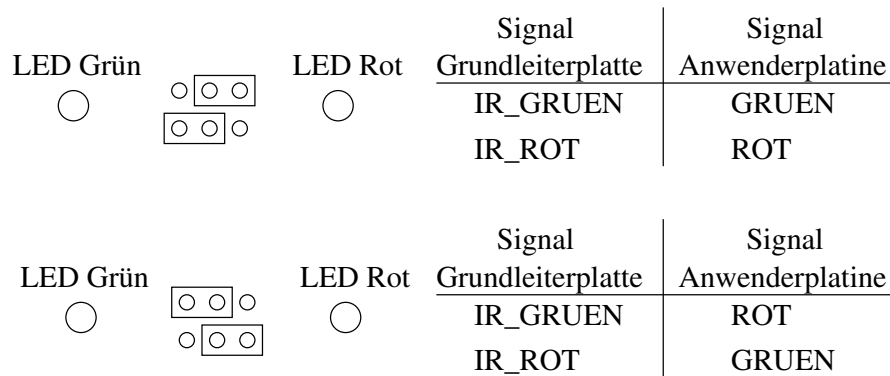 Signal Signal
LED Grün LED Rot Grundleiterplatte Anwenderplatine
IR_GRUEN GRUEN
IR_ROT ROT
Signal Signal
LED Grün LED Rot Grundleiterplatte Anwenderplatine
IR_GRUEN ROT
IR_ROT GRUEN